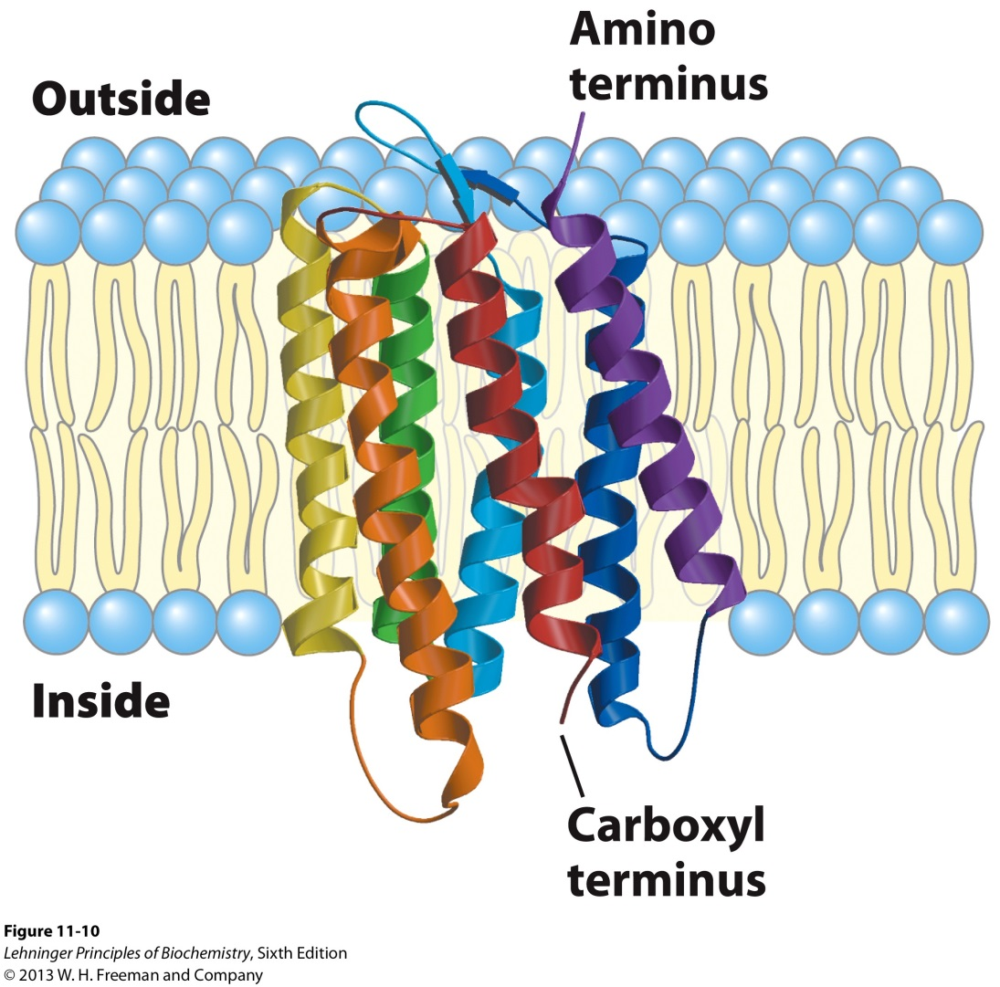 Amino
terminus
Outside
Inside
Carboxyl
terminus
Figure 11-10
Lehninger Principles of Biochemistry, Sixth Edition
© 2013 W. H. Freeman and Company